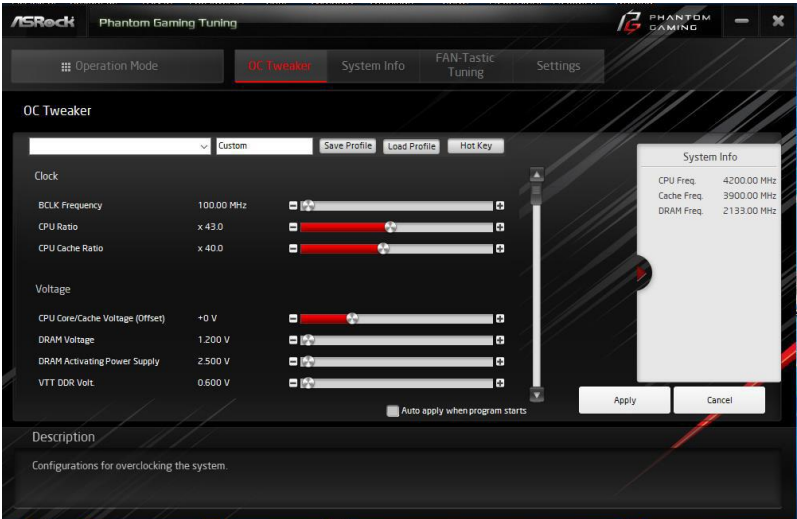 ASRock Phantom Gaming Tuning
PHANTOM
GAMING
Operation Mode
OC Tweaker
System Info
FAN-Tastic
Tuning
Settings
OC Tweaker
Custom
Save Profile
Load Profile
Hot Key
Clock
BCLK Frequency 100.00 MHz
CPU Ratio x 43.0
CPU Cache Ratio x 40.0
Voltage
CPU Core/Cache Voltage (Offset) +0 V
DRAM Voltage 1.200 V
DRAM Activating Power Supply 2.500 V
VTT DDR Volt. 0.600 V
Auto apply when program starts
System Info
CPU Freq. 4200.00 MHz
Cache Freq. 3900.00 MHz
DRAM Freq. 2133.00 MHz
Apply
Cancel
Description
Configurations for overclocking the system.